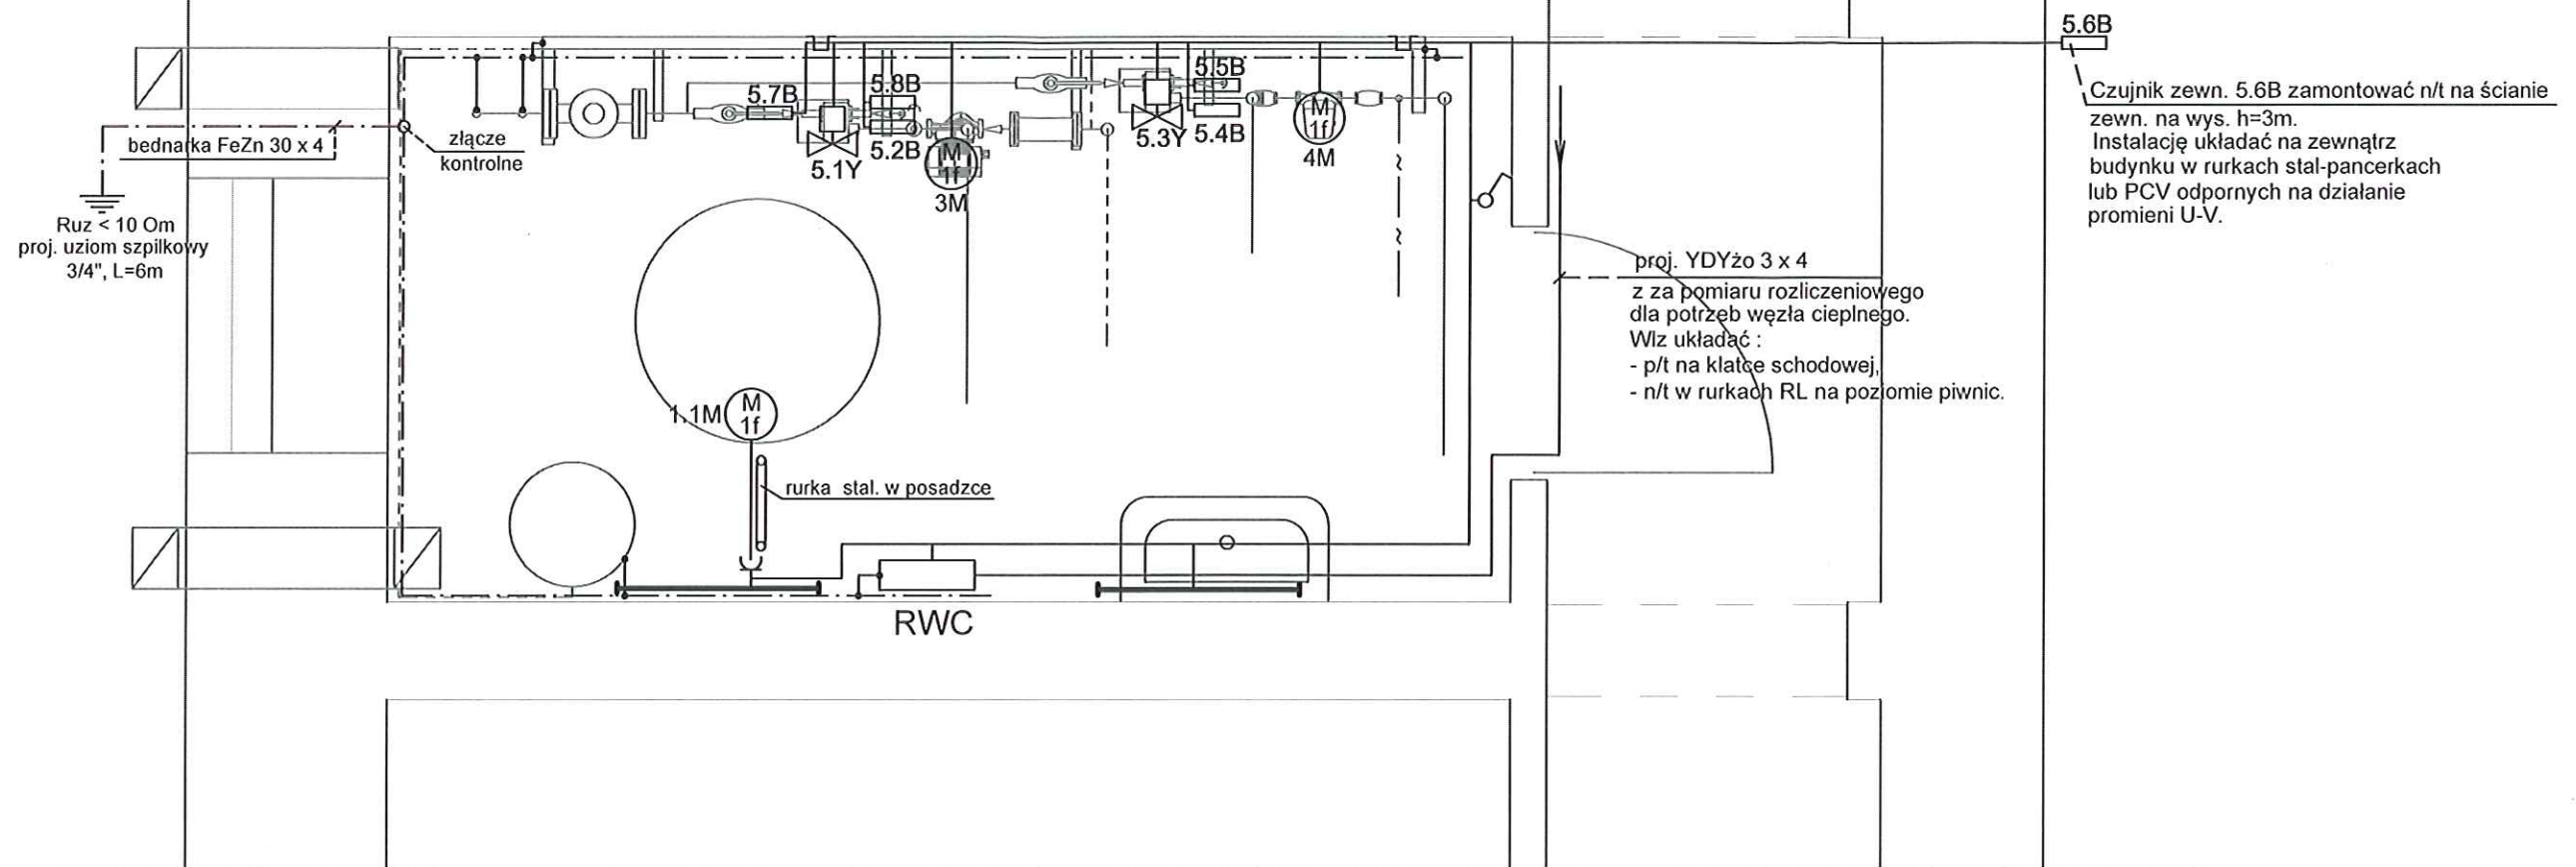 5.6B
Czujnik zewn. 5.6B zamontować n/t na ścianie
zewn. na wys. h=3m.
Instalację układać na zewnątrz
budynku w rurkach stal-pancerkach
lub PCV odpornych na działanie
promieni U-V.
5.7B
5.8B
5.2B
5.1Y
M
1f
3M
5.5B
5.4B
5.3Y
M
1f
4M
złącze
kontrolne
bednarka FeZn 30 x 4
Ruz < 10 Om
proj. uziom szpilkowy
3/4", L=6m
proj. YDYżo 3 x 4
z za pomiaru rozliczeniowego
dla potrzeb węzła cieplnego.
Wlz układać :
- p/t na klatce schodowej,
- n/t w rurkach RL na poziomie piwnic.
1.1M
M
1f
rurka stal. w posadzce
RWC